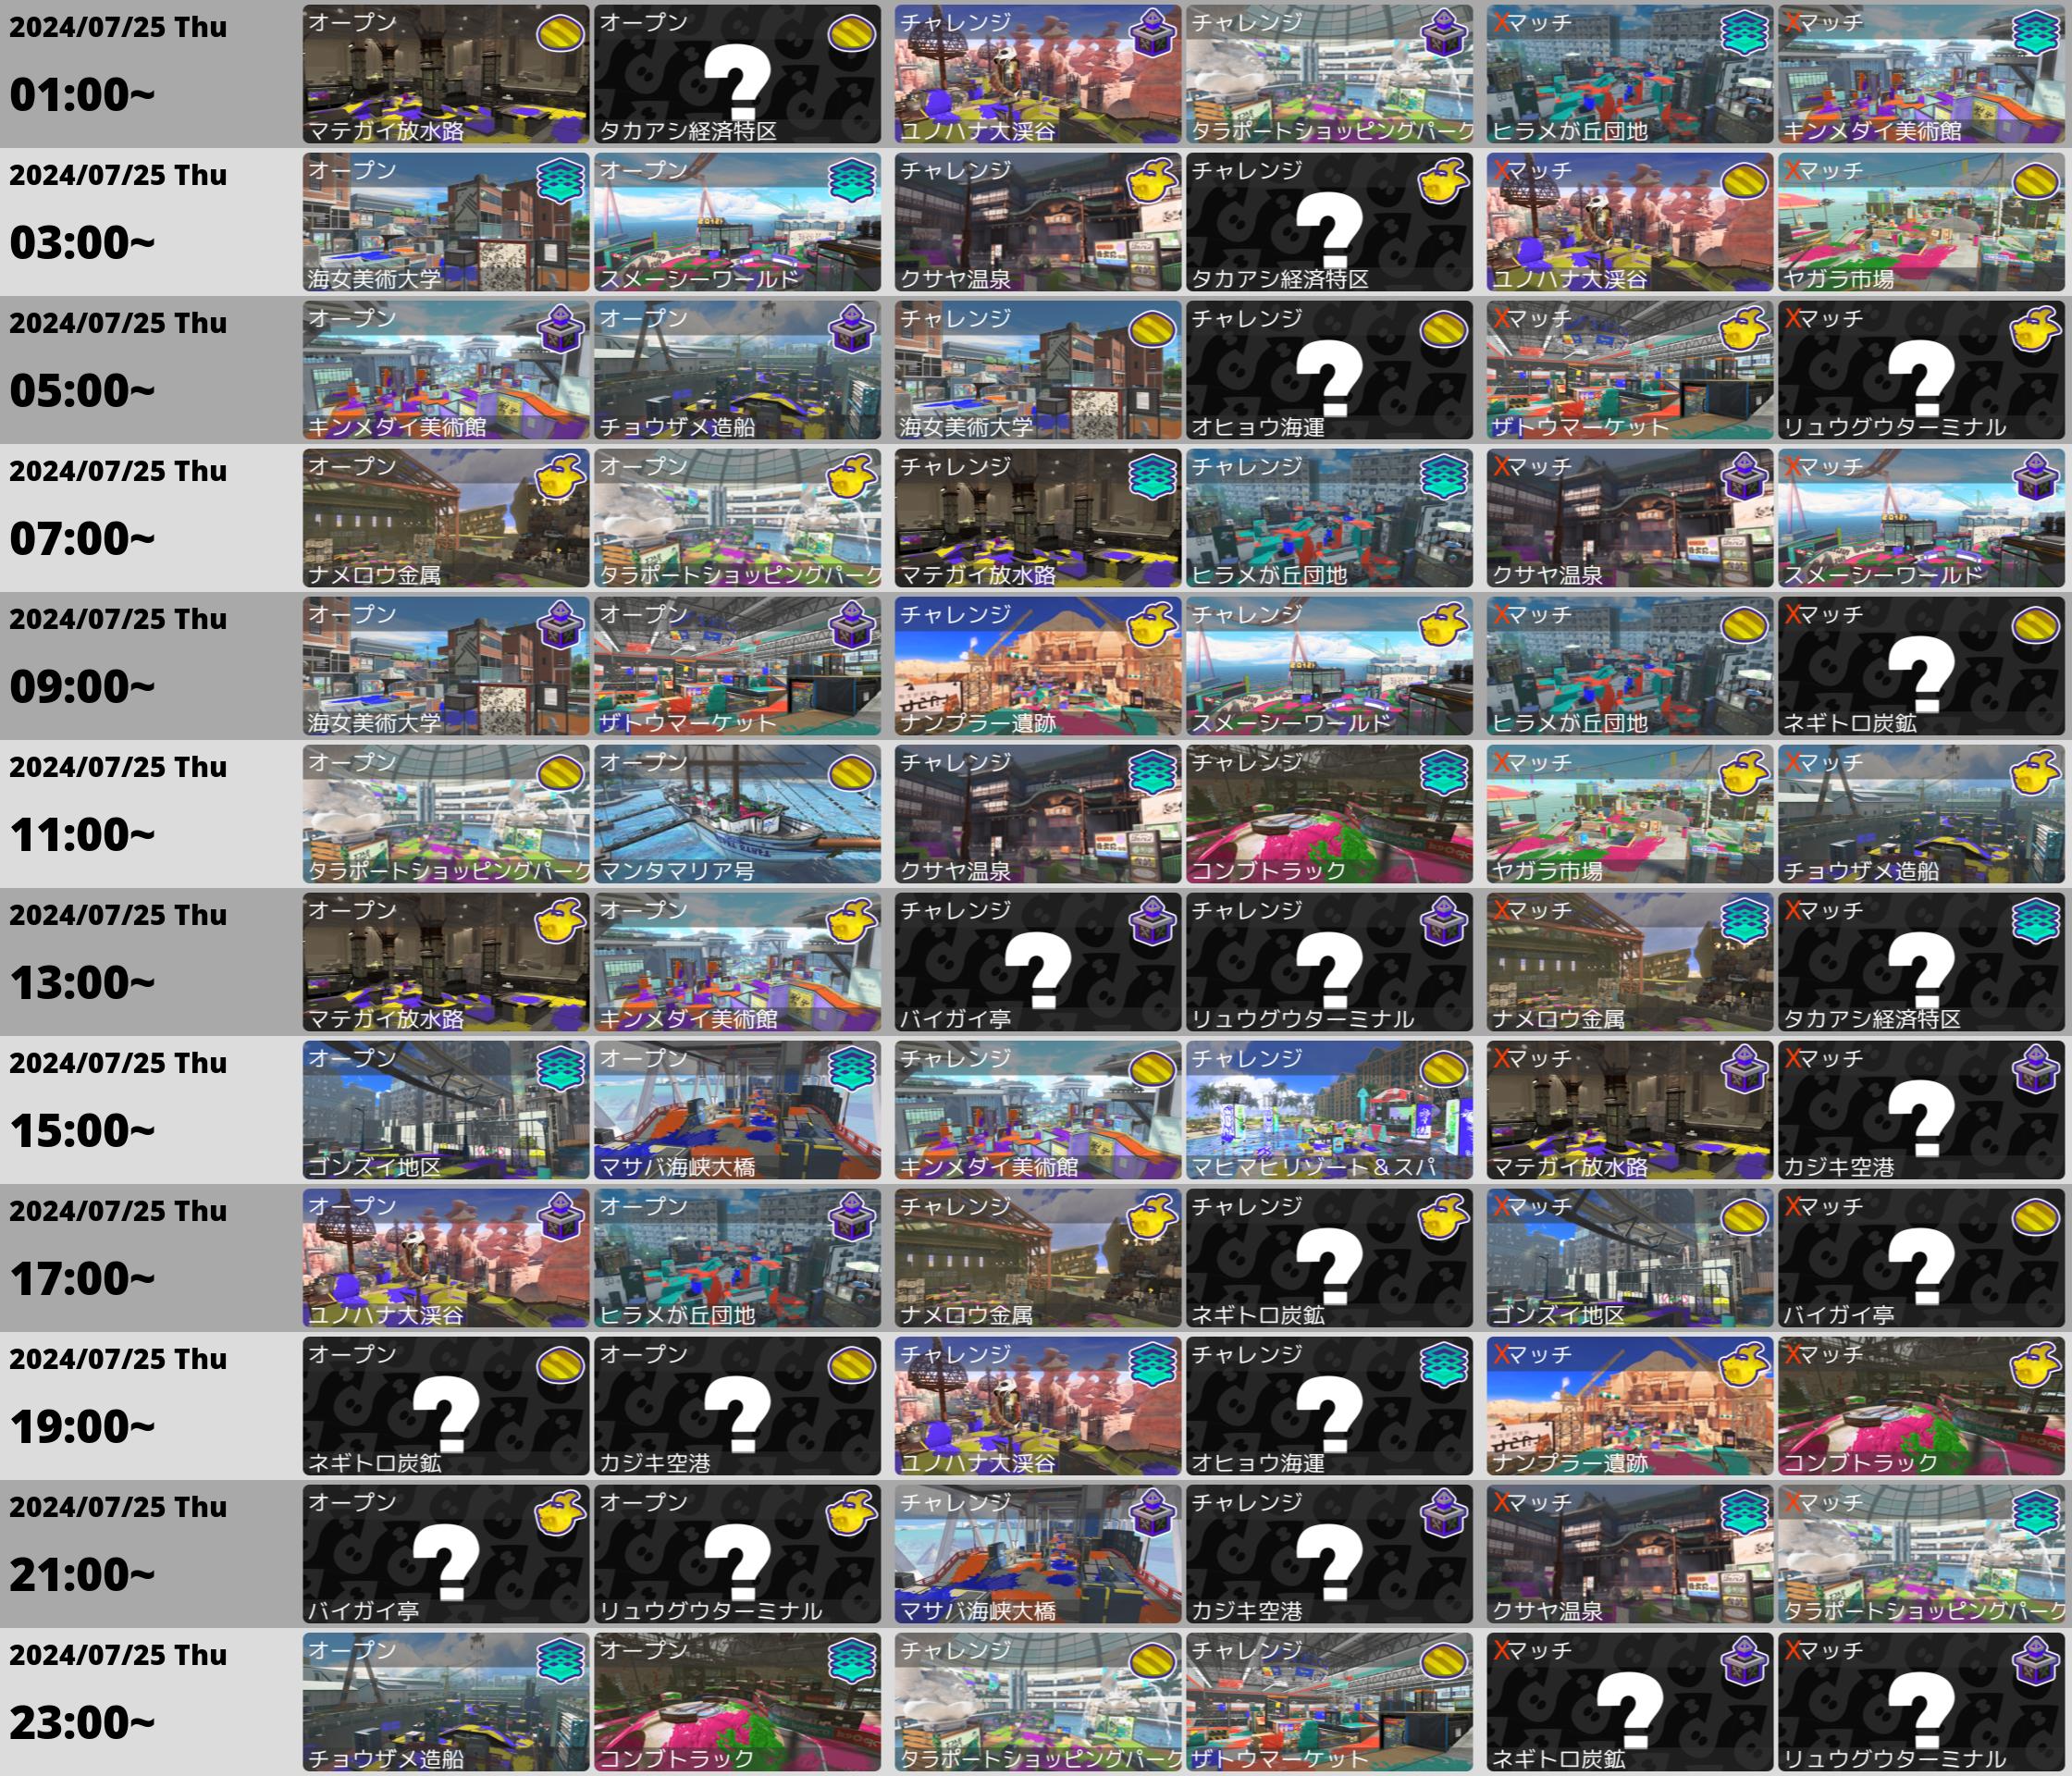 2024/07/25 Thu
01:00~
オープン オープン チャレンジ チャレンジ Xマッチ Xマッチ
マテガイ放水路 タカアシ経済特区 ユノハナ大渓谷 タラポートショッピングパーク ヒラメが丘団地 キンメダイ美術館
2024/07/25 Thu
03:00~
オープン オープン チャレンジ チャレンジ Xマッチ Xマッチ
海女美術大学 スメーシーワールド クサヤ温泉 タカアシ経済特区 ユノハナ大渓谷 ヤガラ市場
2024/07/25 Thu
05:00~
オープン オープン チャレンジ チャレンジ Xマッチ Xマッチ
キンメダイ美術館 チョウザメ造船 海女美術大学 オヒョウ海運 ザトウマーケット リュウグウターミナル
2024/07/25 Thu
07:00~
オープン オープン チャレンジ チャレンジ Xマッチ Xマッチ
ナメロウ金属 タラポートショッピングパーク マテガイ放水路 ヒラメが丘団地 クサヤ温泉 スメーシーワールド
2024/07/25 Thu
09:00~
オープン オープン チャレンジ チャレンジ Xマッチ Xマッチ
海女美術大学 ザトウマーケット ナンプラー遺跡 スメーシーワールド ヒラメが丘団地 ネギトロ炭鉱
2024/07/25 Thu
11:00~
オープン オープン チャレンジ チャレンジ Xマッチ Xマッチ
タラポートショッピングパーク マンタマリア号 クサヤ温泉 コンブトラック ヤガラ市場 チョウザメ造船
2024/07/25 Thu
13:00~
オープン オープン チャレンジ チャレンジ Xマッチ Xマッチ
マテガイ放水路 キンメダイ美術館 バイガイ亭 リュウグウターミナル ナメロウ金属 タカアシ経済特区
2024/07/25 Thu
15:00~
オープン オープン チャレンジ チャレンジ Xマッチ Xマッチ
ゴンズイ地区 マサバ海峡大橋 キンメダイ美術館 マヒマヒリゾート＆スパ マテガイ放水路 カジキ空港
2024/07/25 Thu
17:00~
オープン オープン チャレンジ チャレンジ Xマッチ Xマッチ
ユノハナ大渓谷 ヒラメが丘団地 ナメロウ金属 ネギトロ炭鉱 ゴンズイ地区 バイガイ亭
2024/07/25 Thu
19:00~
オープン オープン チャレンジ チャレンジ Xマッチ Xマッチ
ネギトロ炭鉱 カジキ空港 ユノハナ大渓谷 オヒョウ海運 ナンプラー遺跡 コンブトラック
2024/07/25 Thu
21:00~
オープン オープン チャレンジ チャレンジ Xマッチ Xマッチ
バイガイ亭 リュウグウターミナル マサバ海峡大橋 カジキ空港 クサヤ温泉 タラポートショッピングパーク
2024/07/25 Thu
23:00~
オープン オープン チャレンジ チャレンジ Xマッチ Xマッチ
チョウザメ造船 コンブトラック タラポートショッピングパーク ザトウマーケット ネギトロ炭鉱 リュウグウターミナル